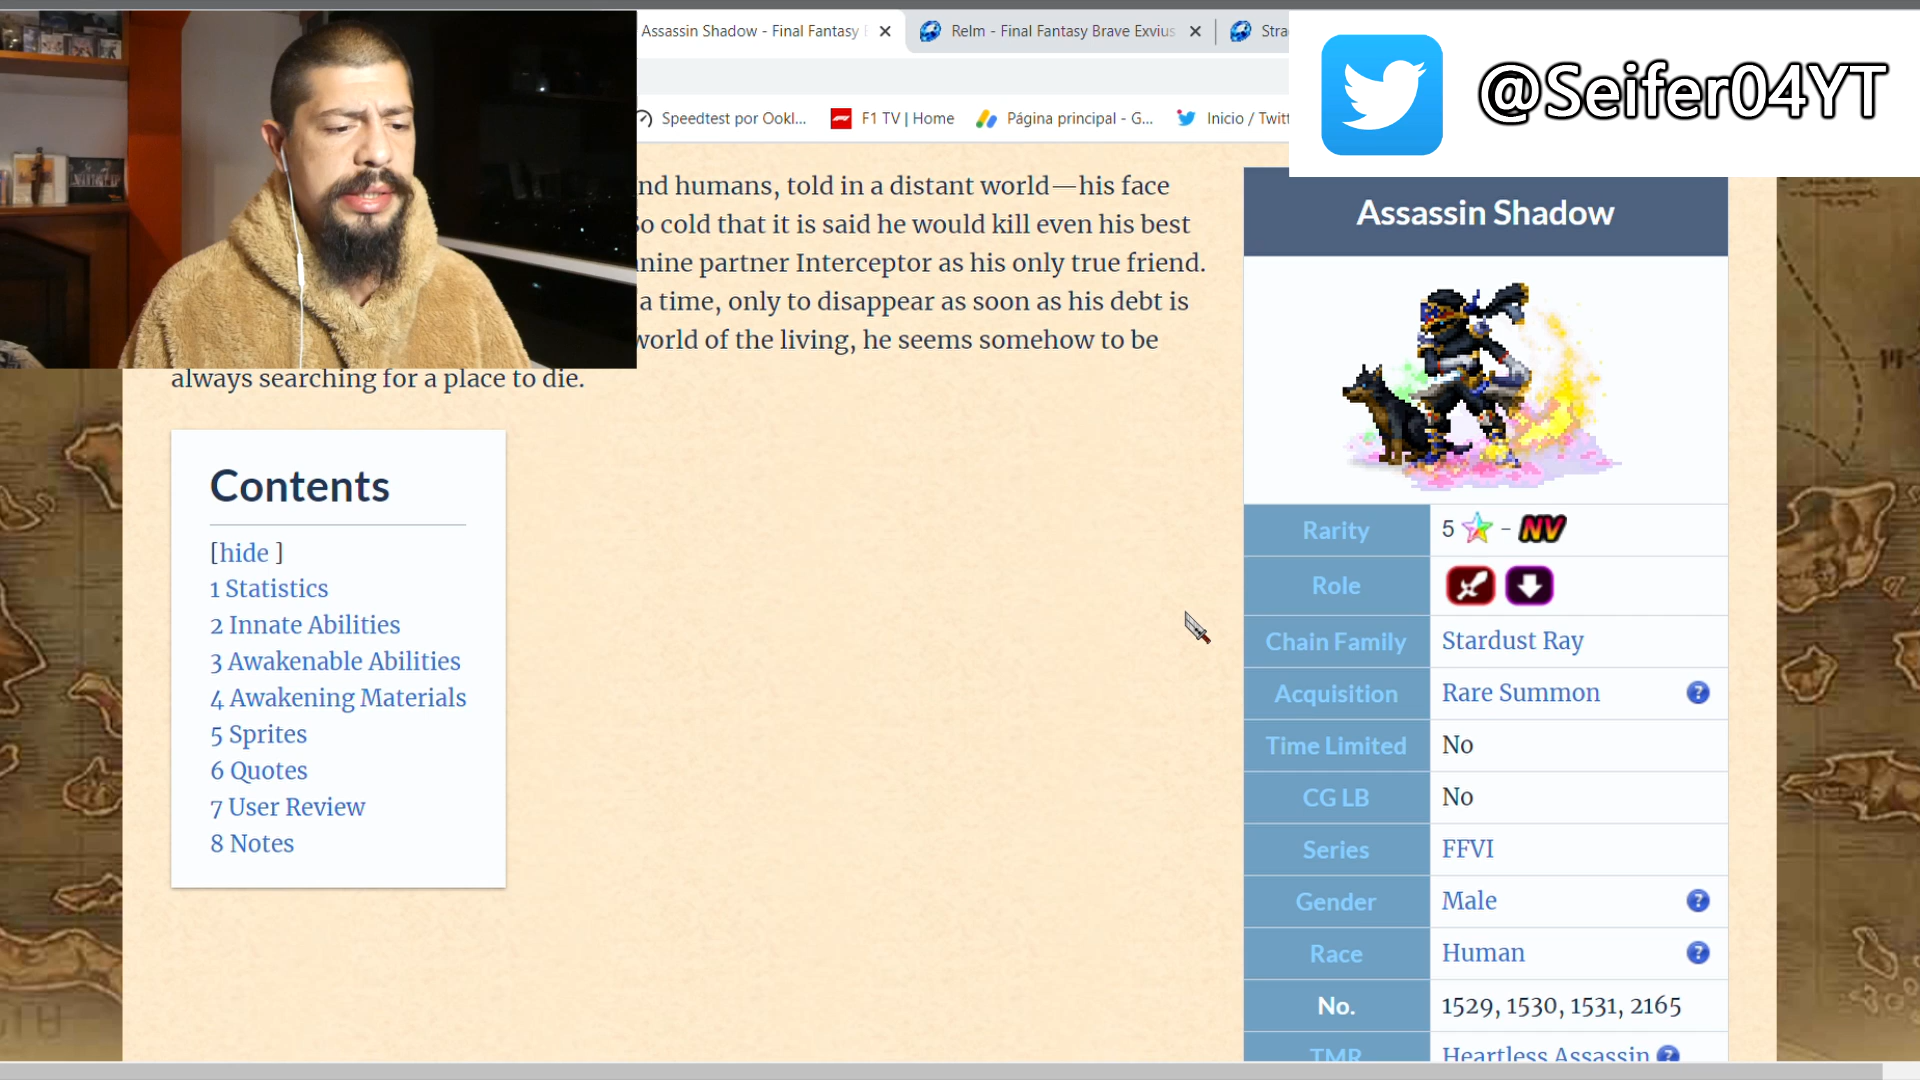 Assassin Shadow - Final Fantasy
Relm - Final Fantasy Brave Exvius
Stra
@Seifer04YT
Speedtest por Ookl...
F1 TV | Home
Página principal - G...
Inicio / Twitt
nd humans, told in a distant world—his face
So cold that it is said he would kill even his best
nine partner Interceptor as his only true friend.
a time, only to disappear as soon as his debt is
world of the living, he seems somehow to be
always searching for a place to die.
Contents
[hide ]
1 Statistics
2 Innate Abilities
3 Awakenable Abilities
4 Awakening Materials
5 Sprites
6 Quotes
7 User Review
8 Notes
Assassin Shadow
Rarity 5 - NV
Role
Chain Family Stardust Ray
Acquisition Rare Summon ?
Time Limited No
CG LB No
Series FFVI
Gender Male ?
Race Human ?
No. 1529, 1530, 1531, 2165
TMR Heartless Assassin ?